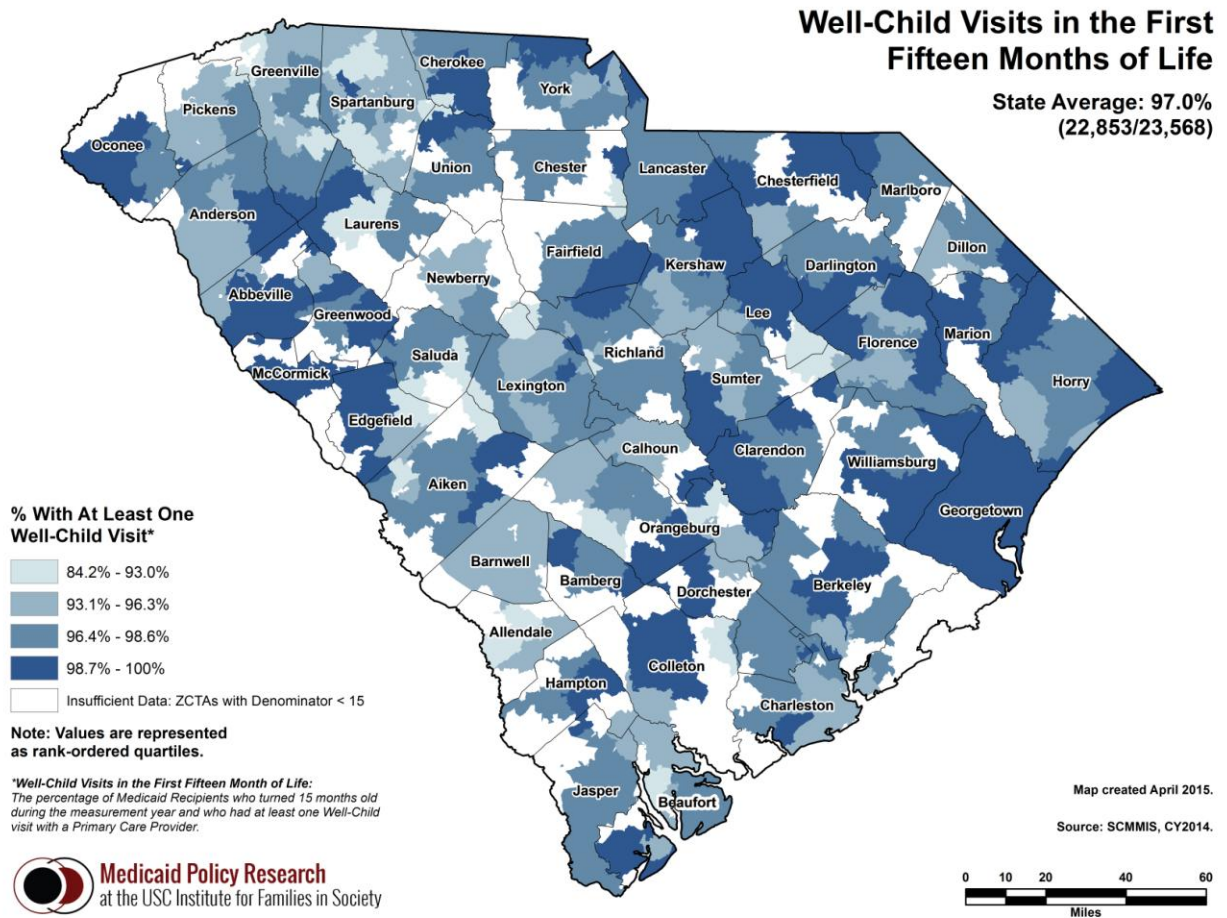 Well-Child Visits in the First
Fifteen Months of Life
State Average: 97.0%
(22,853/23,568)
Cherokee
Greenville
York
Spartanburg
Pickens
Oconee
Union
Chester
Lancaster
Chesterfield
Marlboro
Anderson
Laurens
Dillon
Fairfield
Kershaw
Darlington
Newberry
Abbeville
Greenwood
Lee
Marion
Florence
Saluda
Richland
McCormick
Lexington
Sumter
Horry
Edgefield
Calhoun
Clarendon
Williamsburg
Aiken
Georgetown
Orangeburg
Barnwell
Bamberg
Berkeley
Dorchester
Allendale
Colleton
Hampton
Charleston
Jasper
Beaufort
% With At Least One
Well-Child Visit*
84.2% - 93.0%
93.1% - 96.3%
96.4% - 98.6%
98.7% - 100%
Insufficient Data: ZCTAs with Denominator < 15
Note: Values are represented
as rank-ordered quartiles.
*Well-Child Visits in the First Fifteen Month of Life:
The percentage of Medicaid Recipients who turned 15 months old
during the measurement year and who had at least one Well-Child
visit with a Primary Care Provider.
Medicaid Policy Research
at the USC Institute for Families in Society
Map created April 2015.
Source: SCMMIS, CY2014.
0 10 20 40 60
Miles